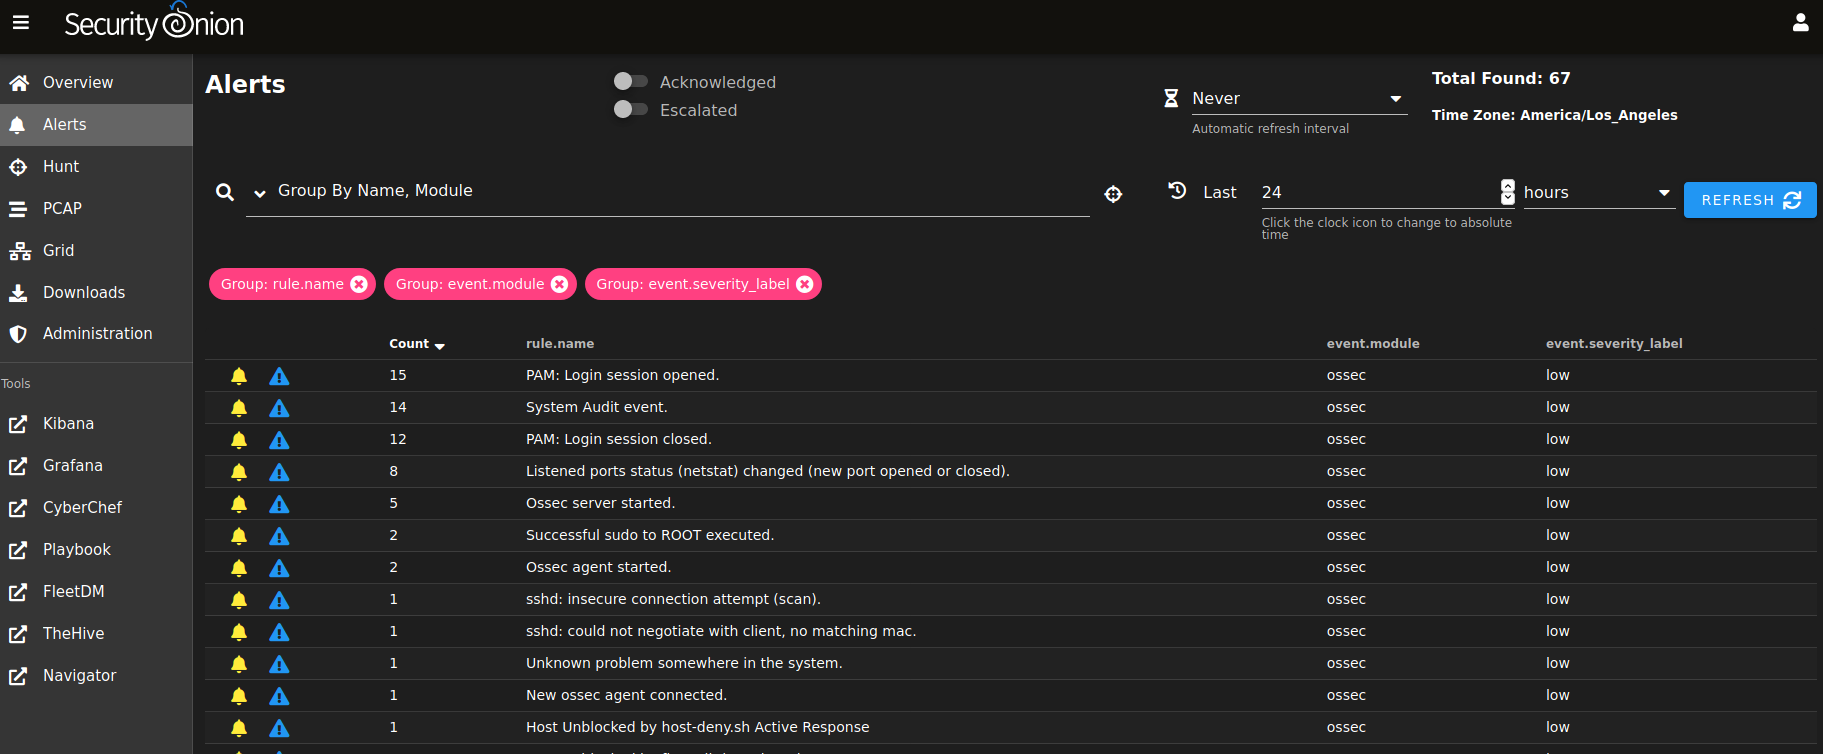 Security Onion
Overview
Alerts
Hunt
PCAP
Grid
Downloads
Administration
Tools
Kibana
Grafana
CyberChef
Playbook
FleetDM
TheHive
Navigator
Alerts
Acknowledged
Escalated
Never
Automatic refresh interval
Total Found: 67
Time Zone: America/Los_Angeles
Group By Name, Module
Last 24 hours
Click the clock icon to change to absolute
time
REFRESH
Group: rule.name Group: event.module Group: event.severity_label
Count rule.name event.module event.severity_label
15 PAM: Login session opened. ossec low
14 System Audit event. ossec low
12 PAM: Login session closed. ossec low
8 Listened ports status (netstat) changed (new port opened or closed). ossec low
5 Ossec server started. ossec low
2 Successful sudo to ROOT executed. ossec low
2 Ossec agent started. ossec low
1 sshd: insecure connection attempt (scan). ossec low
1 sshd: could not negotiate with client, no matching mac. ossec low
1 Unknown problem somewhere in the system. ossec low
1 New ossec agent connected. ossec low
1 Host Unblocked by host-deny.sh Active Response ossec low